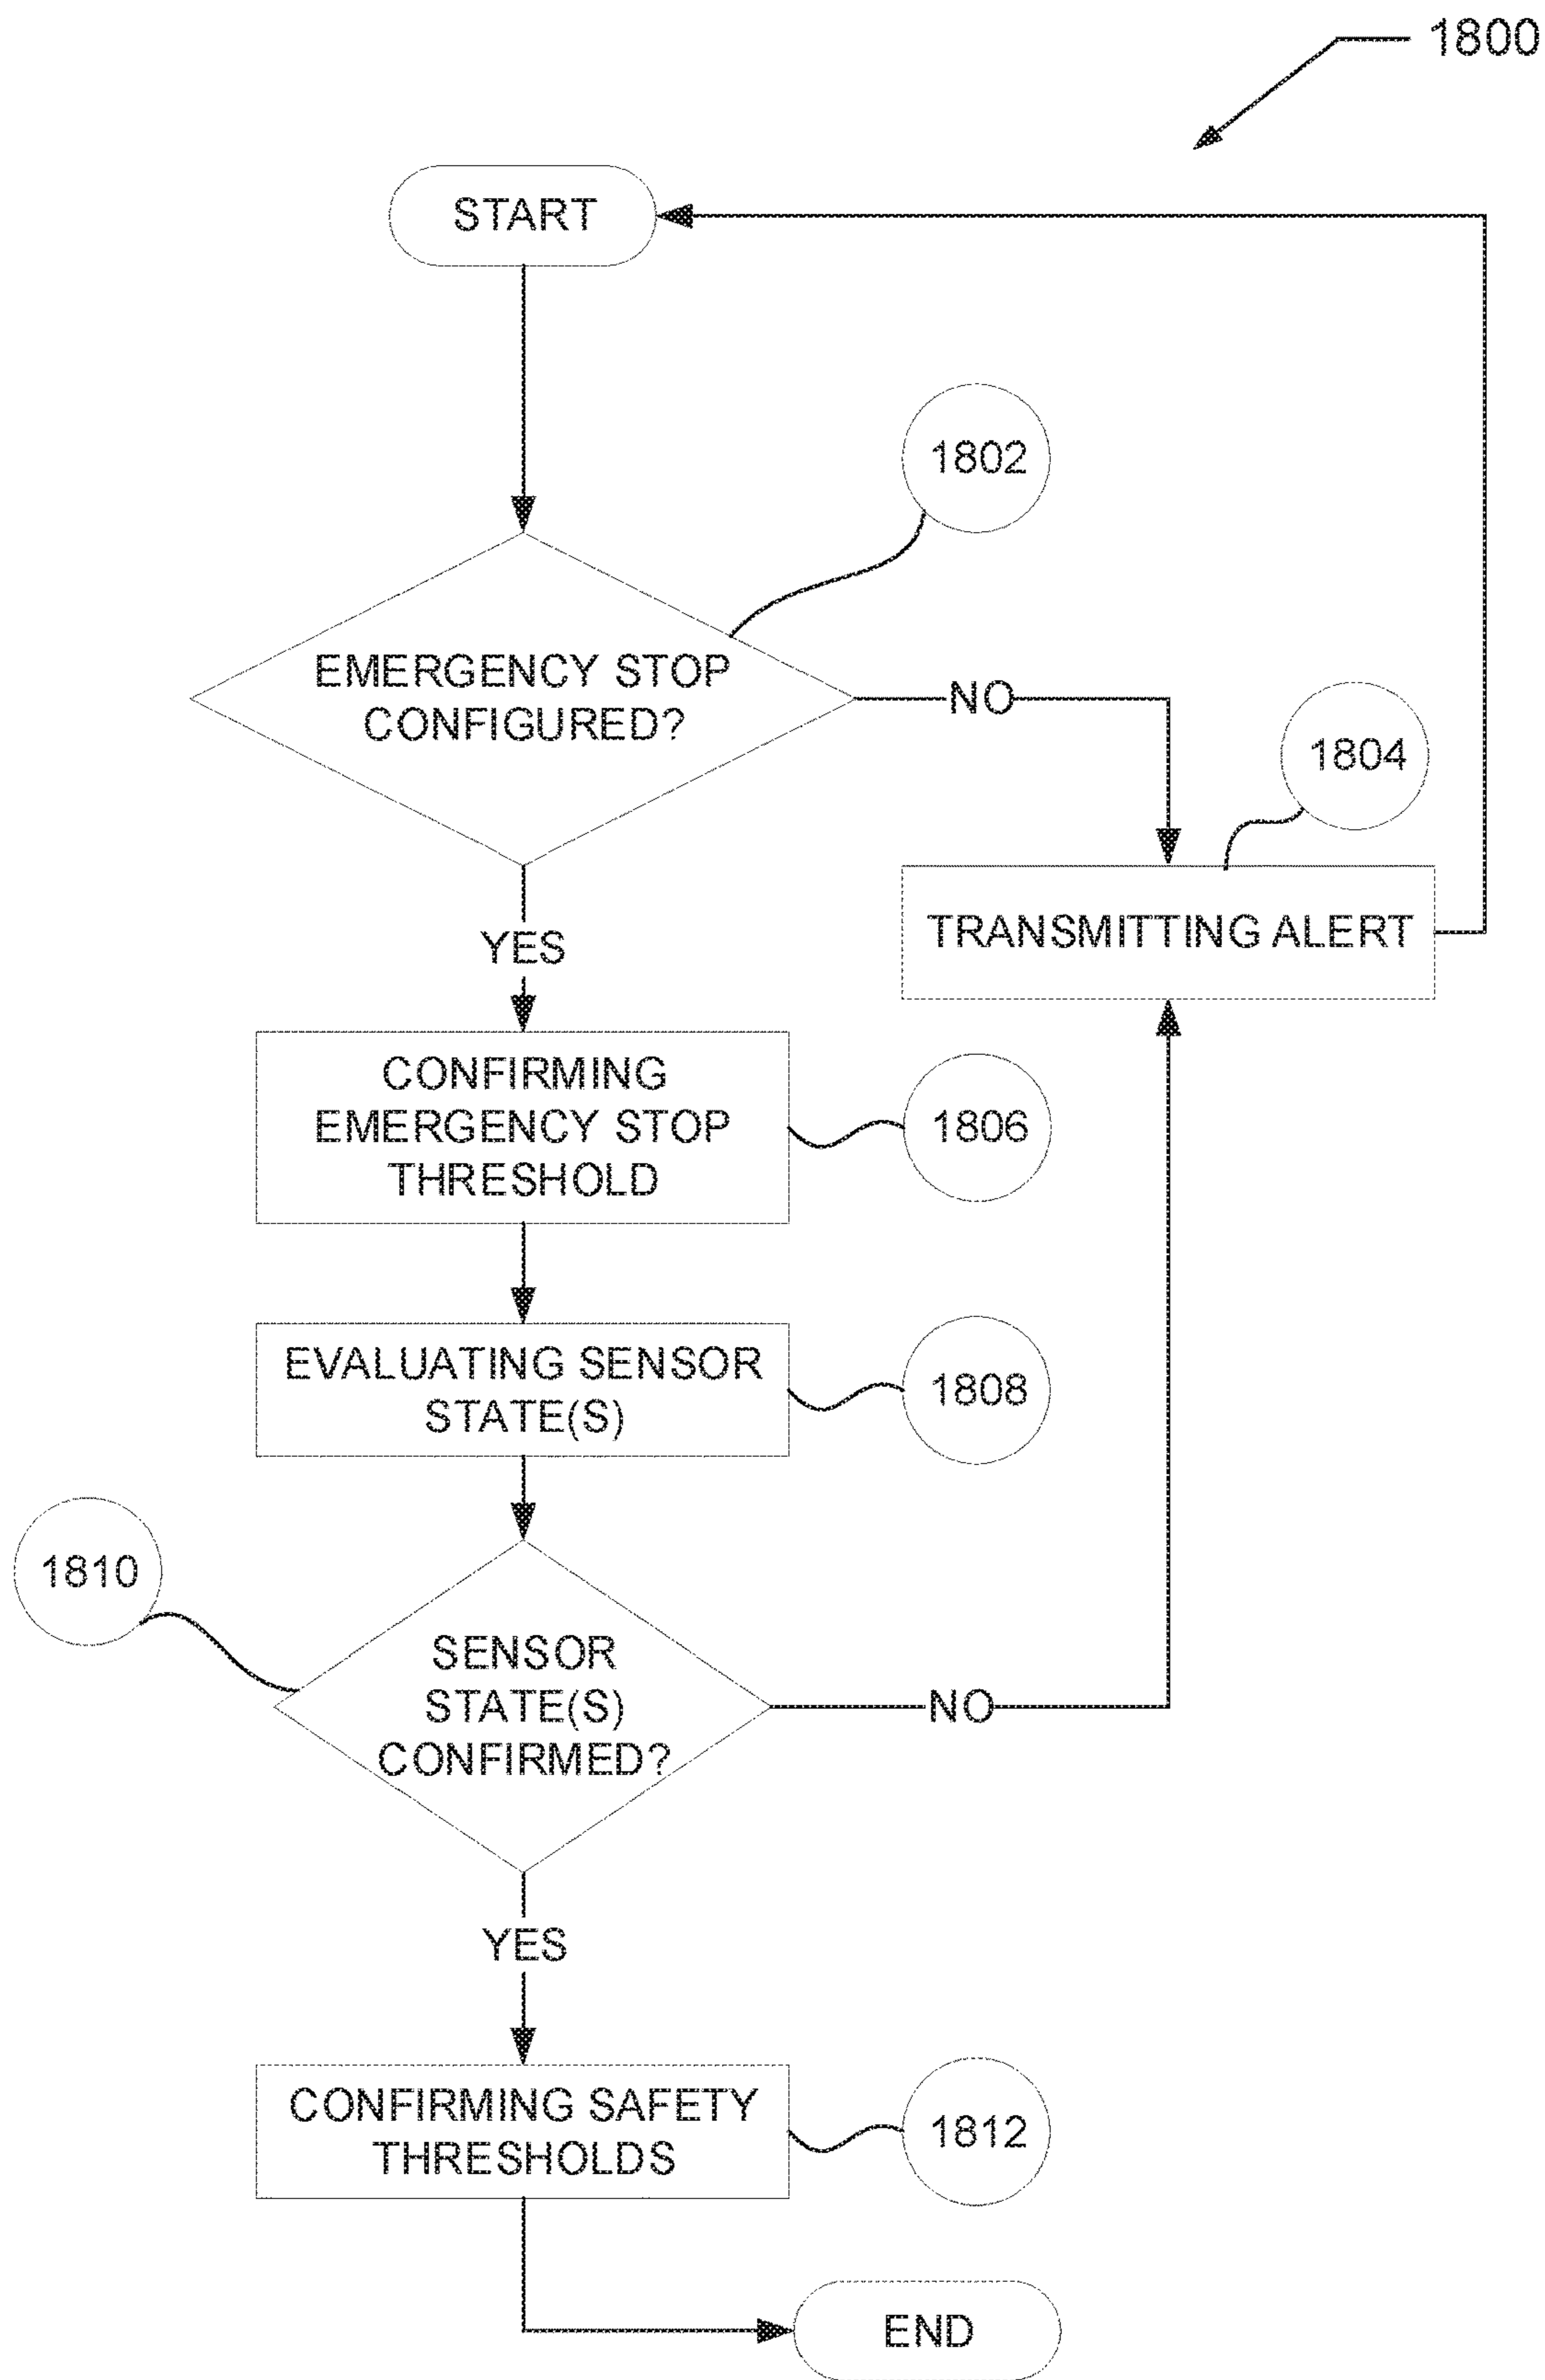 1800
START
1802
EMERGENCY STOP
CONFIGURED?
NO
1804
TRANSMITTING ALERT
YES
CONFIRMING
EMERGENCY STOP
THRESHOLD
1806
EVALUATING SENSOR
STATE(S)
1808
1810
SENSOR
STATE(S)
CONFIRMED?
NO
YES
CONFIRMING SAFETY
THRESHOLDS
1812
END